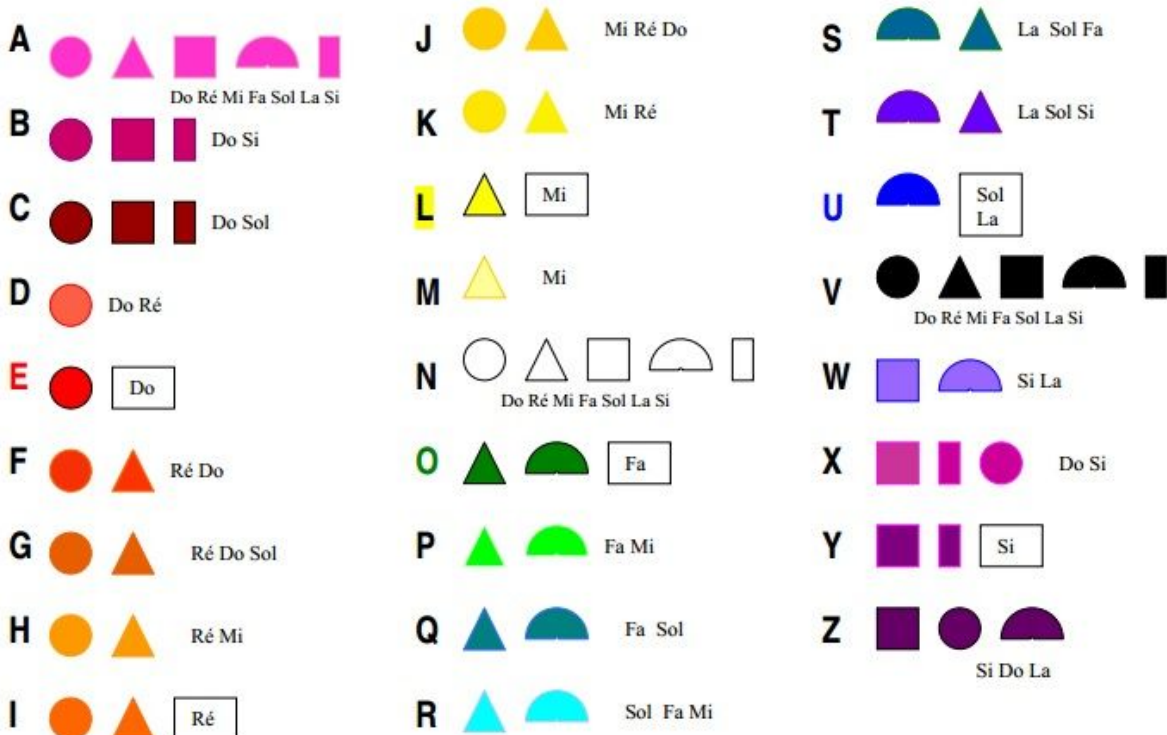 A
Do Ré Mi Fa Sol La Si
B Do Si
C Do Sol
D Do Ré
E Do
F Ré Do
G Ré Do Sol
H Ré Mi
I Ré
J Mi Ré Do
K Mi Ré
L Mi
M Mi
N
Do Ré Mi Fa Sol La Si
O Fa
P Fa Mi
Q Fa Sol
R Sol Fa Mi
S La Sol Fa
T La Sol Si
U Sol
La
V
Do Ré Mi Fa Sol La Si
W Si La
X Do Si
Y Si
Z
Si Do La